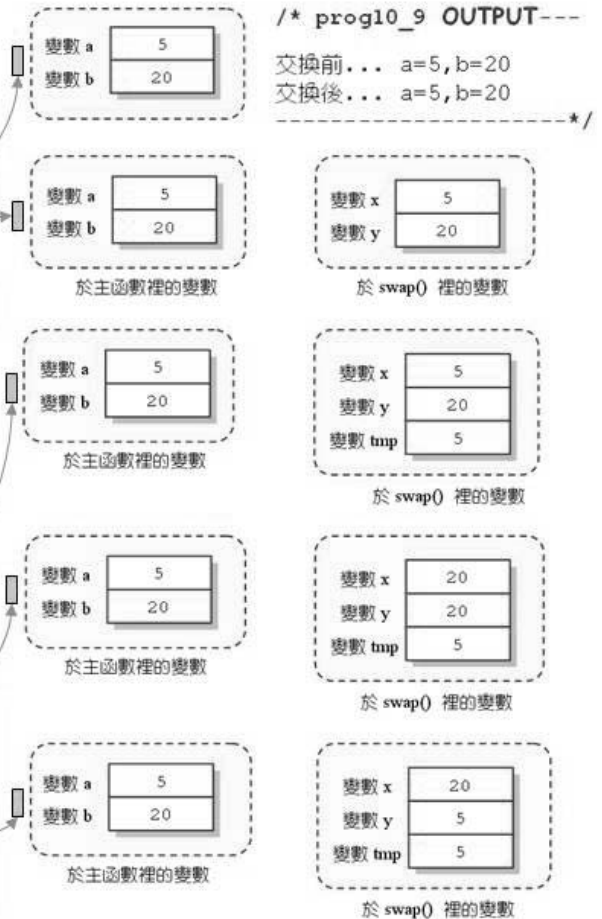 /* prog10_9 OUTPUT---
交換前... a=5,b=20
交換後... a=5,b=20
----------------------*/
變數 a 5
變數 b 20
變數 a 5
變數 b 20
於主函數裡的變數
變數 x 5
變數 y 20
於 swap() 裡的變數
變數 a 5
變數 b 20
於主函數裡的變數
變數 x 5
變數 y 20
變數 tmp 5
於 swap() 裡的變數
變數 a 5
變數 b 20
於主函數裡的變數
變數 x 20
變數 y 20
變數 tmp 5
於 swap() 裡的變數
變數 a 5
變數 b 20
於主函數裡的變數
變數 x 20
變數 y 5
變數 tmp 5
於 swap() 裡的變數